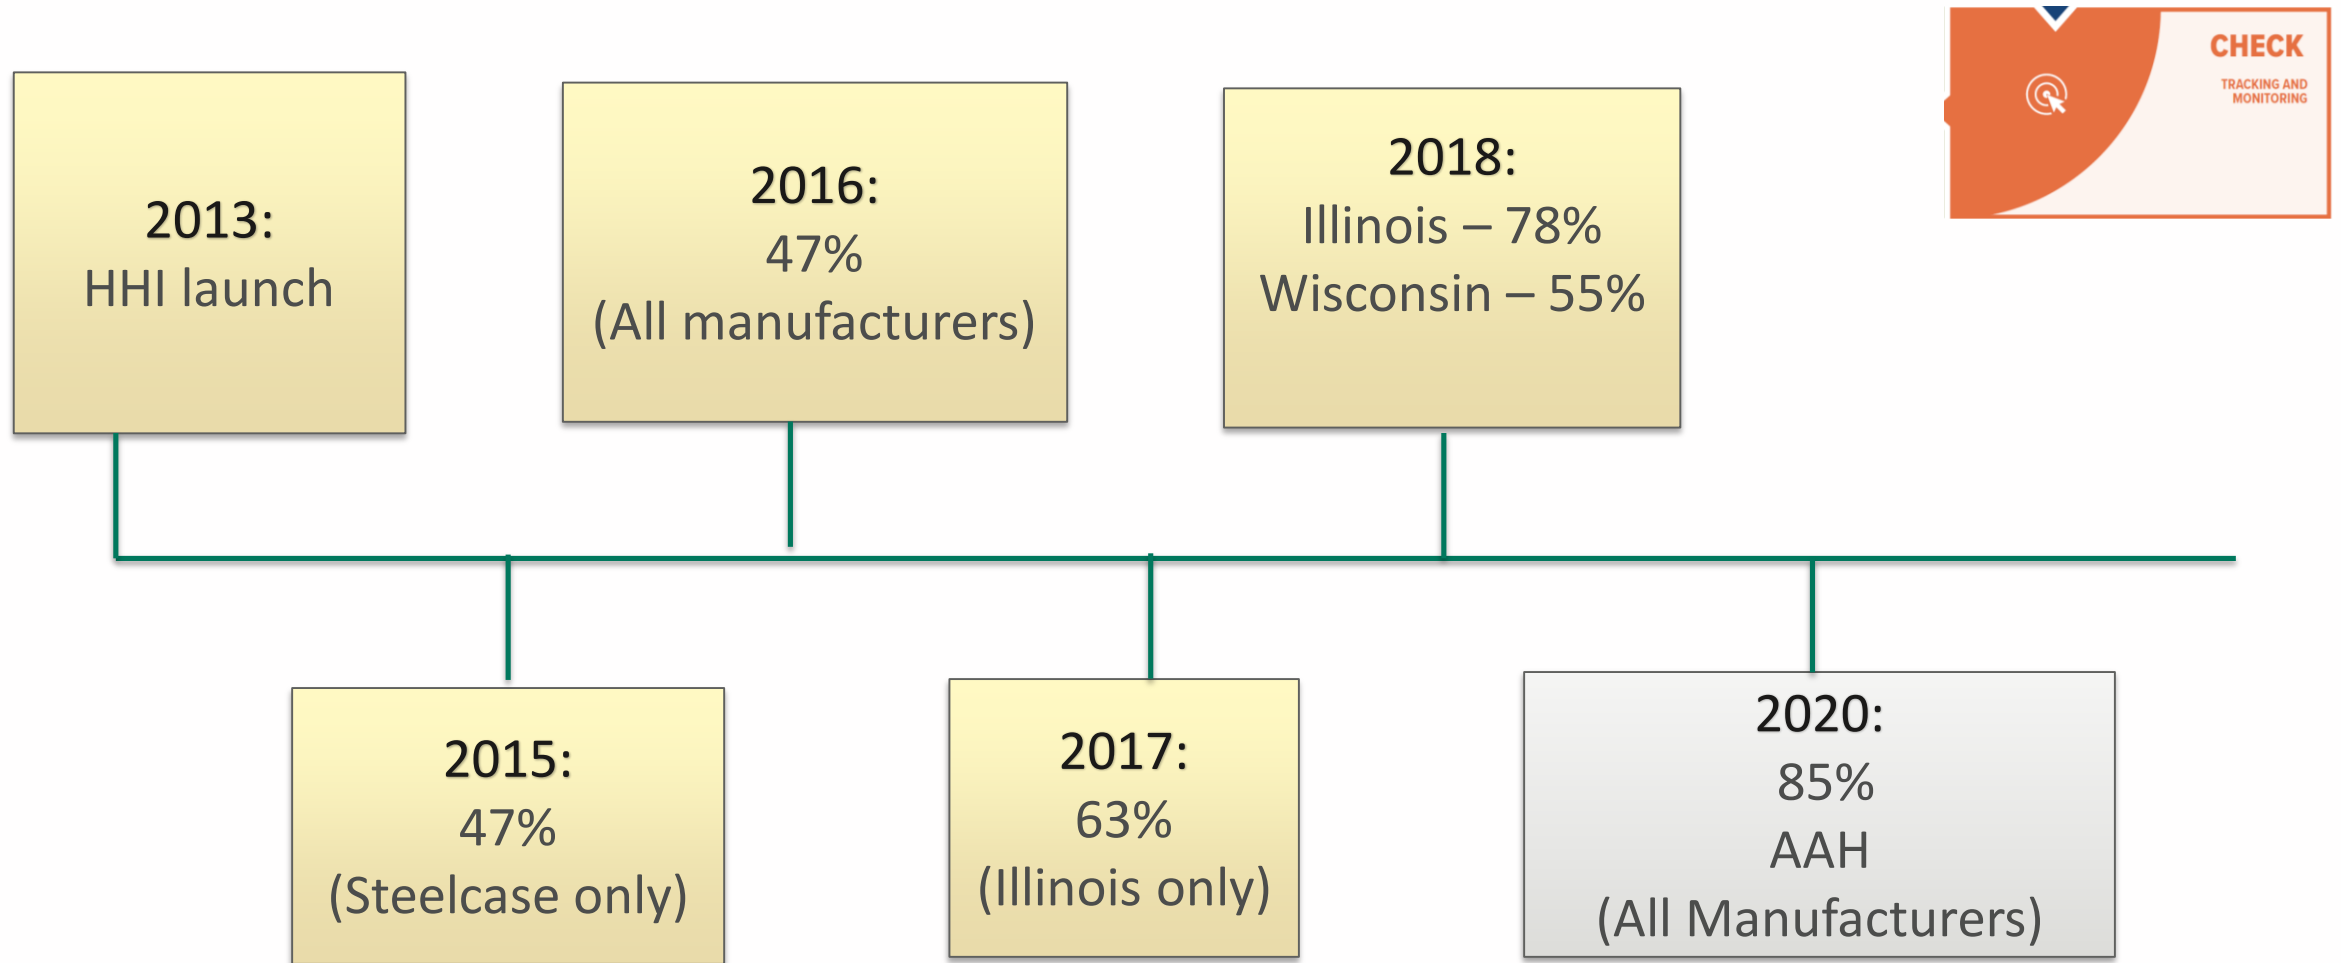 2013:
HHI launch
2016:
47%
(All manufacturers)
2018:
Illinois – 78%
Wisconsin – 55%
CHECK
TRACKING AND
MONITORING
2015:
47%
(Steelcase only)
2017:
63%
(Illinois only)
2020:
85%
AAH
(All Manufacturers)